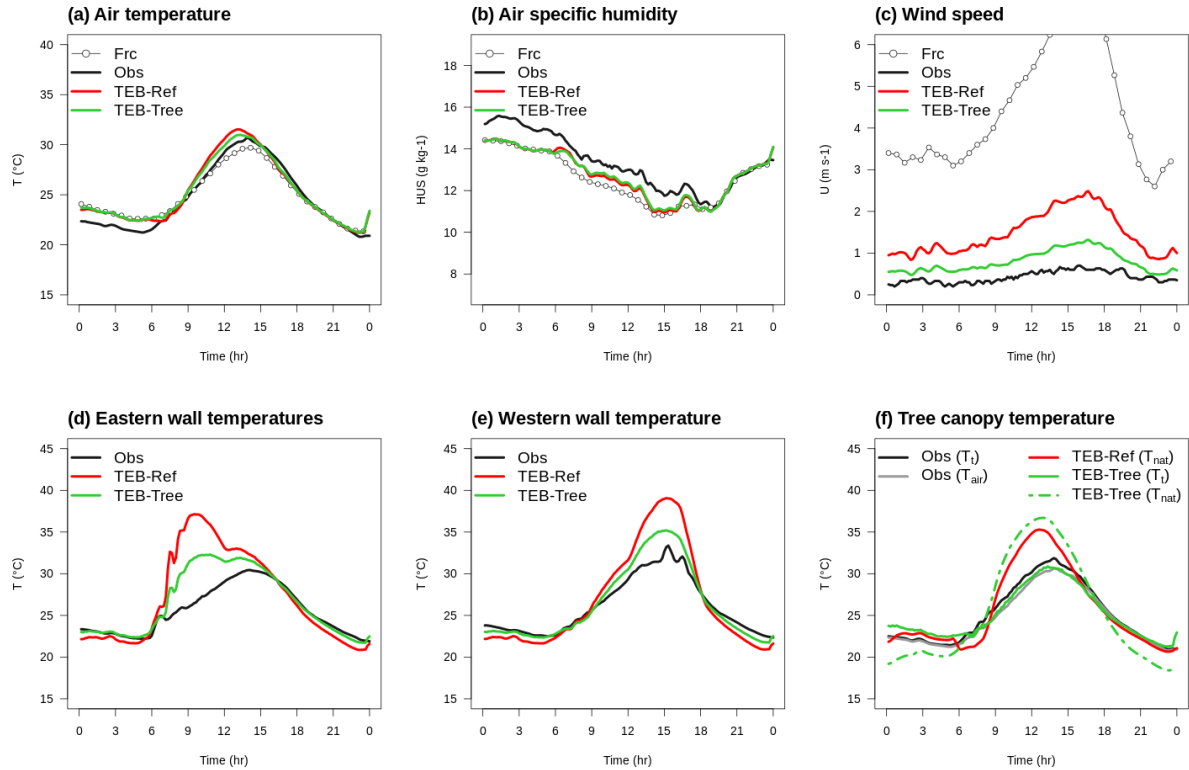 (a) Air temperature
T (°C)
40
35
30
25
20
15
Frc
Obs
TEB-Ref
TEB-Tree
0 3 6 9 12 15 18 21 0
Time (hr)
(b) Air specific humidity
HUS (g kg-1)
18
16
14
12
10
8
Frc
Obs
TEB-Ref
TEB-Tree
0 3 6 9 12 15 18 21 0
Time (hr)
(c) Wind speed
U (m s-1)
6
5
4
3
2
1
0
Frc
Obs
TEB-Ref
TEB-Tree
0 3 6 9 12 15 18 21 0
Time (hr)
(d) Eastern wall temperatures
T (°C)
45
40
35
30
25
20
15
Obs
TEB-Ref
TEB-Tree
0 3 6 9 12 15 18 21 0
Time (hr)
(e) Western wall temperature
T (°C)
45
40
35
30
25
20
15
Obs
TEB-Ref
TEB-Tree
0 3 6 9 12 15 18 21 0
Time (hr)
(f) Tree canopy temperature
T (°C)
45
40
35
30
25
20
15
Obs (Tt)
Obs (Tair)
TEB-Ref (Tnat)
TEB-Tree (Tt)
TEB-Tree (Tnat)
0 3 6 9 12 15 18 21 0
Time (hr)